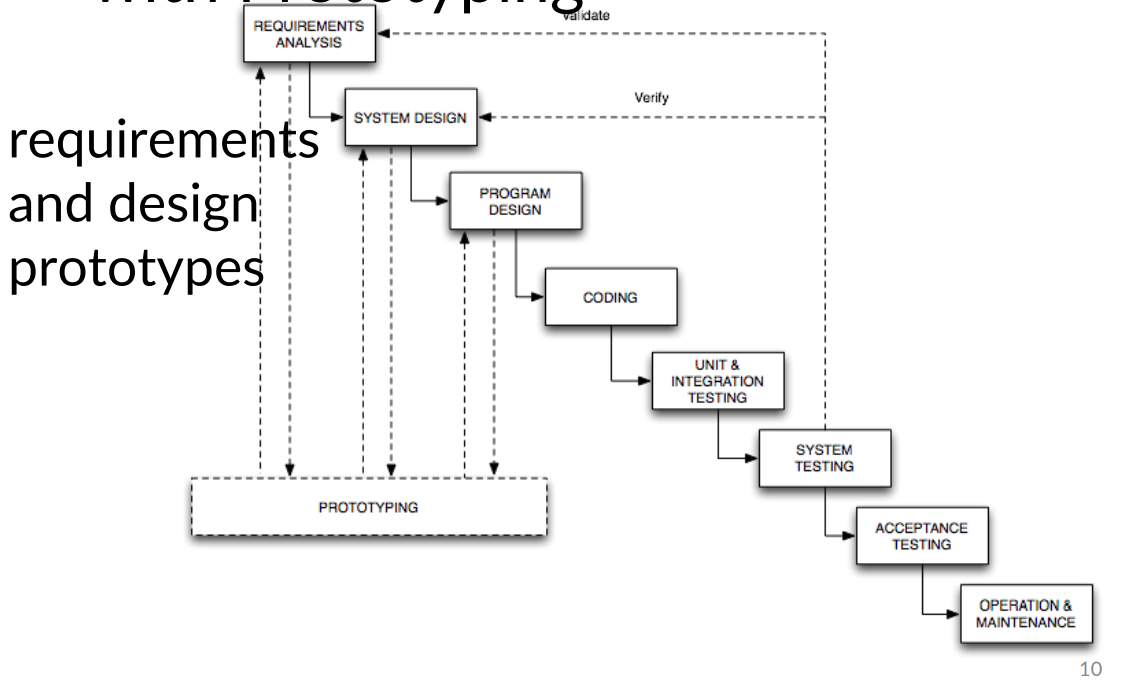 with Prototyping
Validate
REQUIREMENTS
ANALYSIS
Verify
SYSTEM DESIGN
requirements
and design
prototypes
PROGRAM
DESIGN
CODING
UNIT &
INTEGRATION
TESTING
SYSTEM
TESTING
PROTOTYPING
ACCEPTANCE
TESTING
OPERATION &
MAINTENANCE
10